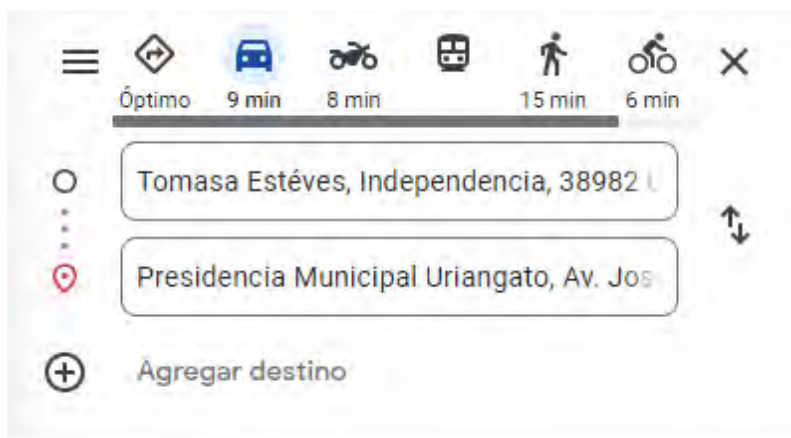 Óptimo 9 min 8 min 15 min 6 min
Tomasa Estéves, Independencia, 38982
Presidencia Municipal Uriangato, Av. Jos
Agregar destino